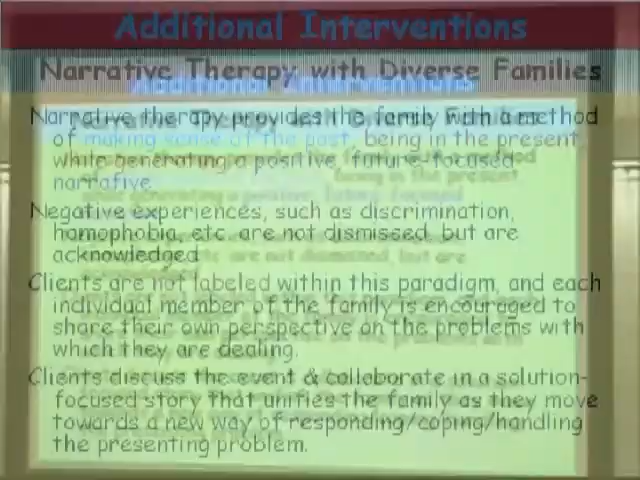 Additional Interventions
Narrative Therapy with Diverse Families
Narrative therapy provides the family with a method
of making sense of the past, being in the present,
while generating a positive, future-focused
narrative.
Negative experiences, such as discrimination,
homophobia, etc. are not dismissed, but are
acknowledged
Clients are not labeled within this paradigm, and each
individual member of the family is encouraged to
share their own perspective on the problems with
which they are dealing.
Clients discuss the event & collaborate in a solution-
focused story that unifies the family as they move
towards a new way of responding/coping/handling
the presenting problem.